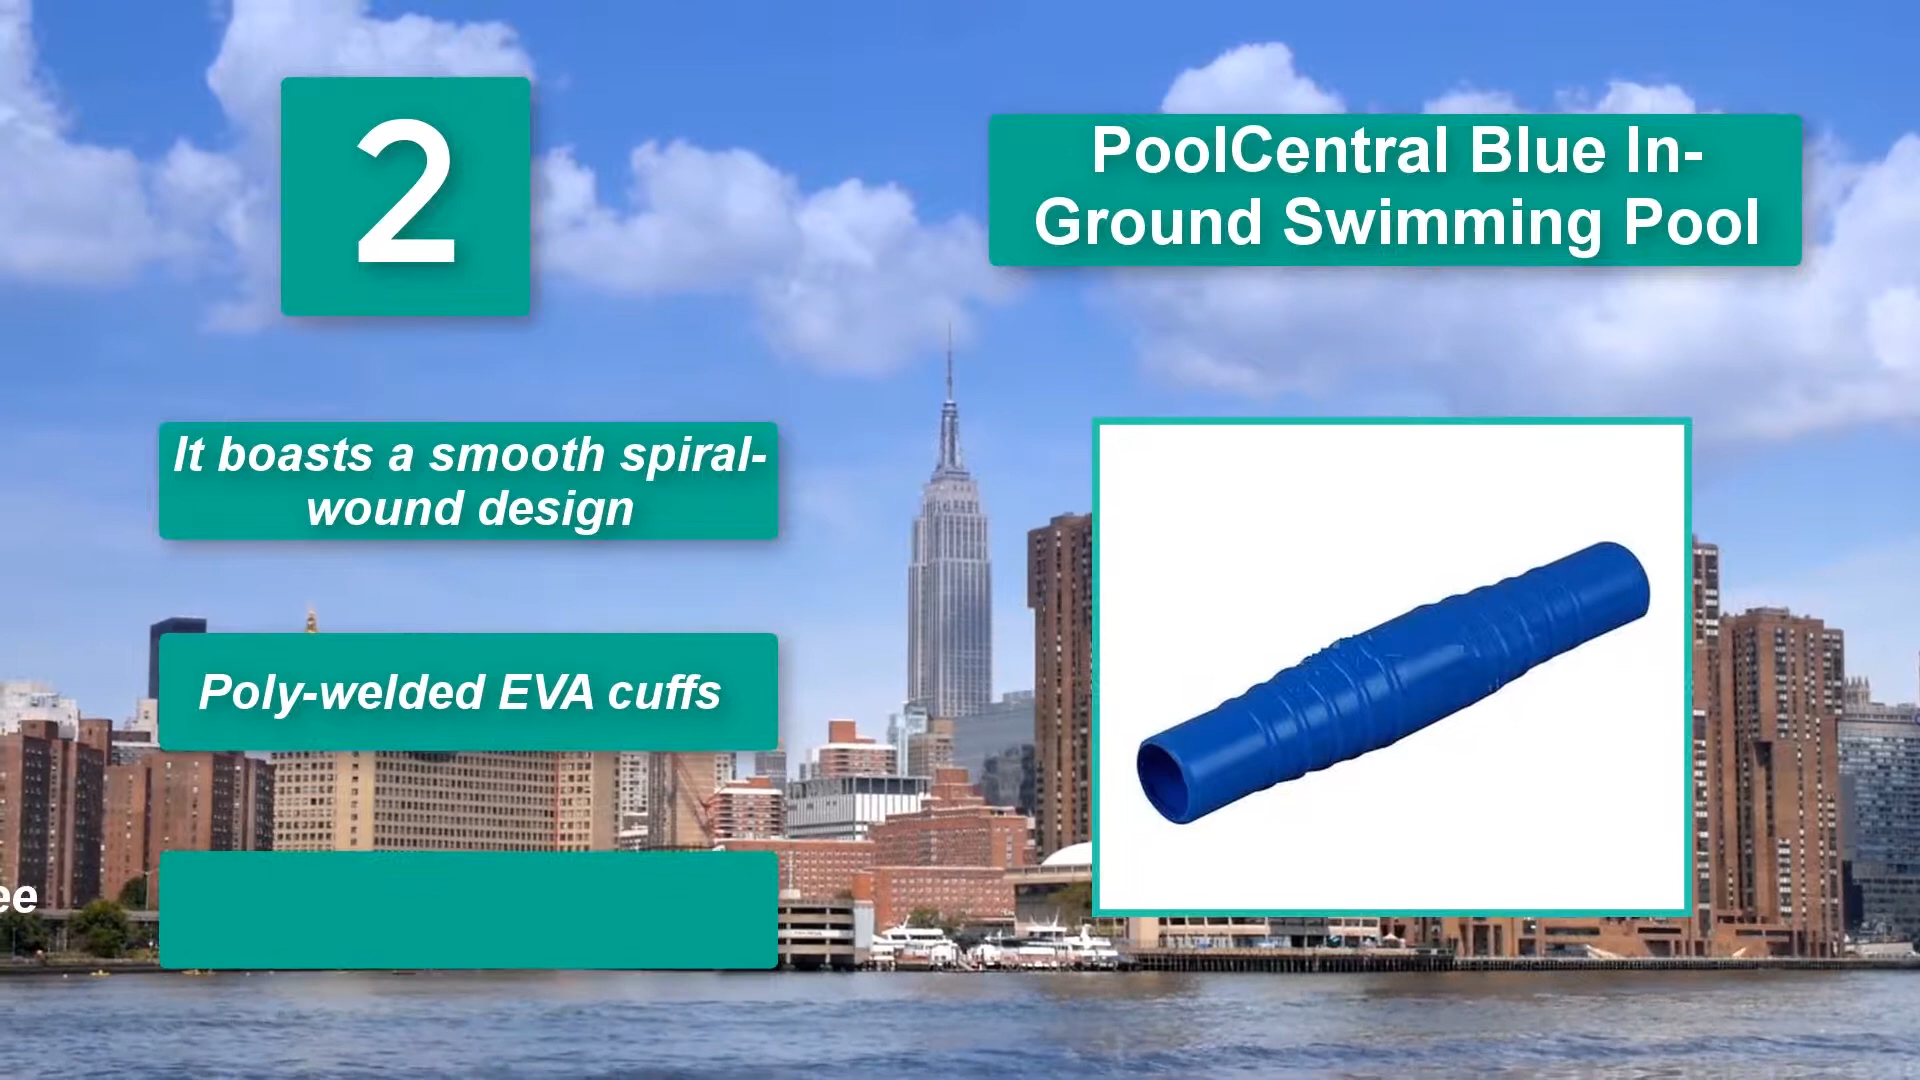 2
PoolCentral Blue In-
Ground Swimming Pool
It boasts a smooth spiral-
wound design
Poly-welded EVA cuffs